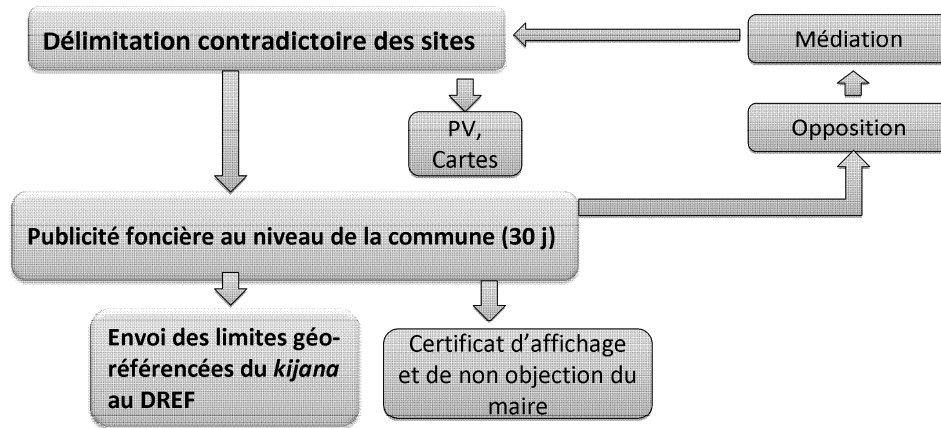 Délimitation contradictoire des sites
Médiation
PV,
Cartes
Opposition
Publicité foncière au niveau de la commune (30 j)
Envoi des limites géo-
référencées du kijana
au DREF
Certificat d’affichage
et de non objection du
maire